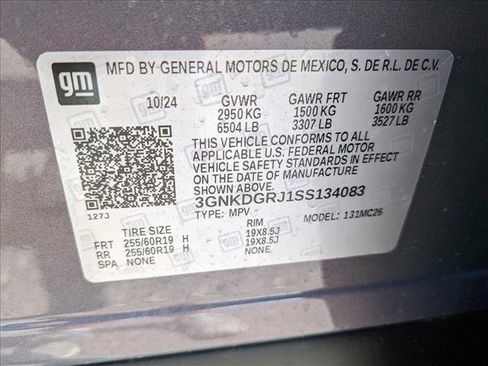 gm
MFD BY GENERAL MOTORS DE MEXICO, S. DE R.L. DE C.V.
10/24 GVWR GAWR FRT GAWR RR
2950 KG 1500 KG 1600 KG
6504 LB 3307 LB 3527 LB
THIS VEHICLE CONFORMS TO ALL
APPLICABLE U.S. FEDERAL MOTOR
VEHICLE SAFETY STANDARDS IN EFFECT
ON THE DATE OF MANUFACTURE
SHOWN ABOVE
3GNKDGRJ1SS134083
127J TYPE: MPV MODEL: 131MC26
TIRE SIZE RIM
FRT 255/60R19 H 19X8.5J
RR 255/60R19 H 19X8.5J
SPA NONE NONE